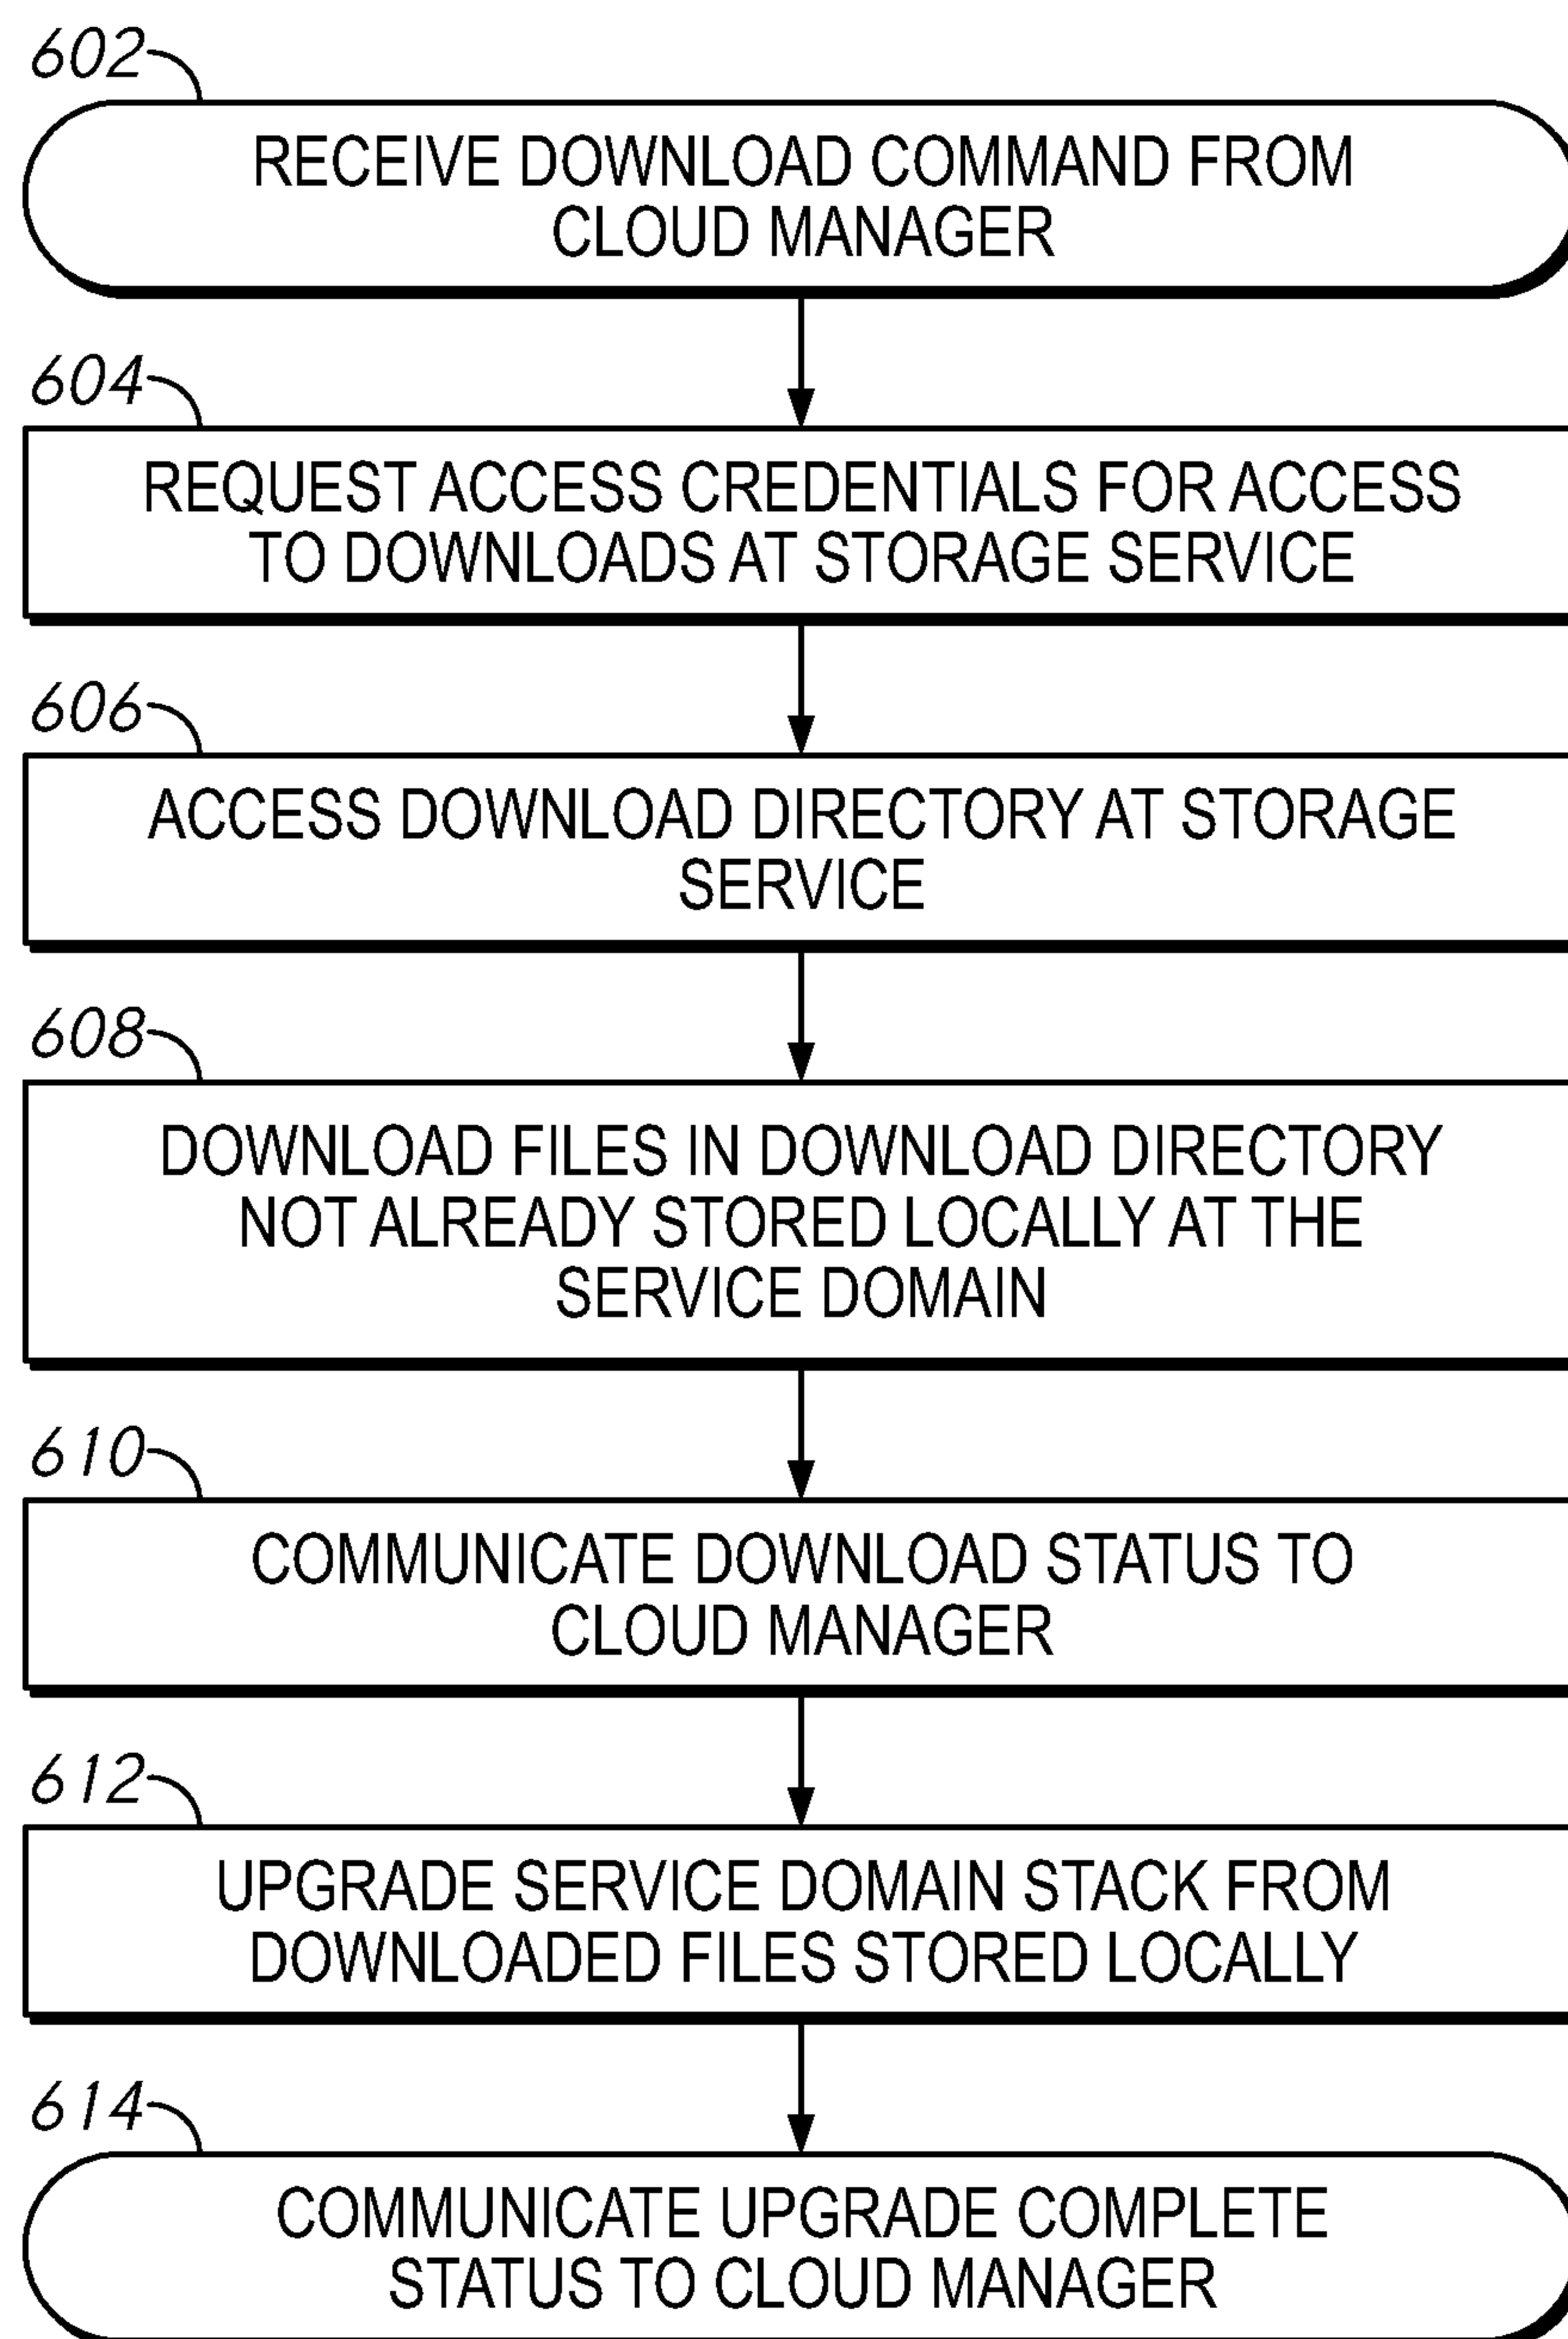 602
RECEIVE DOWNLOAD COMMAND FROM
CLOUD MANAGER
604
REQUEST ACCESS CREDENTIALS FOR ACCESS
TO DOWNLOADS AT STORAGE SERVICE
606
ACCESS DOWNLOAD DIRECTORY AT STORAGE
SERVICE
608
DOWNLOAD FILES IN DOWNLOAD DIRECTORY
NOT ALREADY STORED LOCALLY AT THE
SERVICE DOMAIN
610
COMMUNICATE DOWNLOAD STATUS TO
CLOUD MANAGER
612
UPGRADE SERVICE DOMAIN STACK FROM
DOWNLOADED FILES STORED LOCALLY
614
COMMUNICATE UPGRADE COMPLETE
STATUS TO CLOUD MANAGER